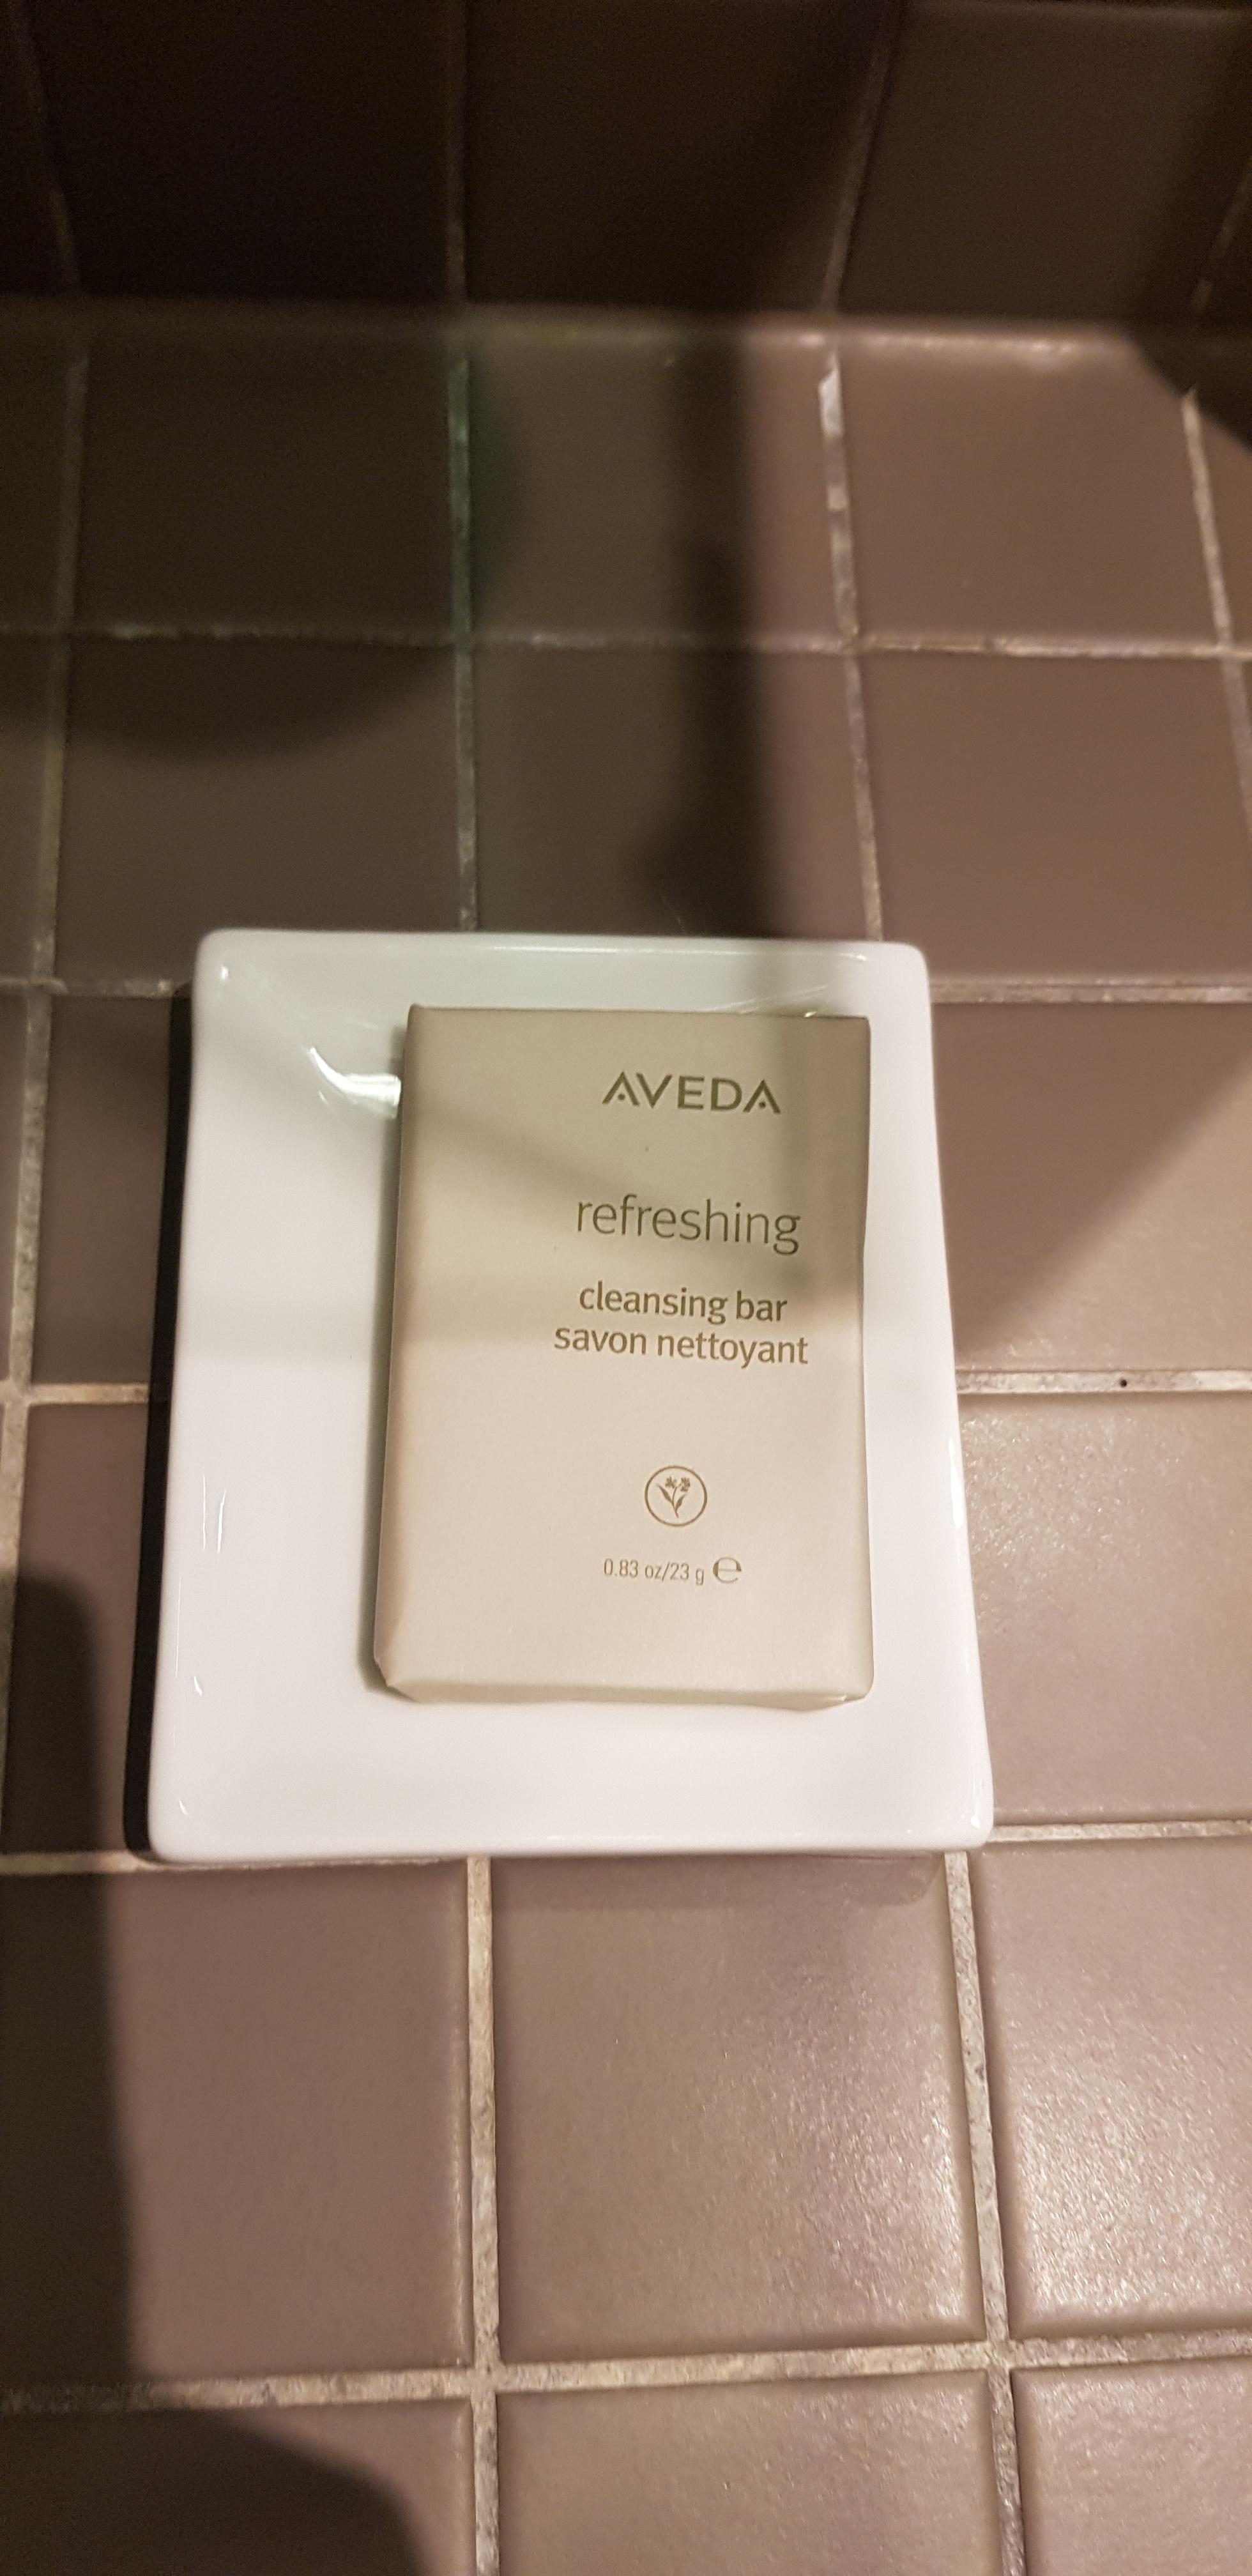 AVEDA
refreshing
cleansing bar
savon nettoyant
0.83 oz/23 g ℮